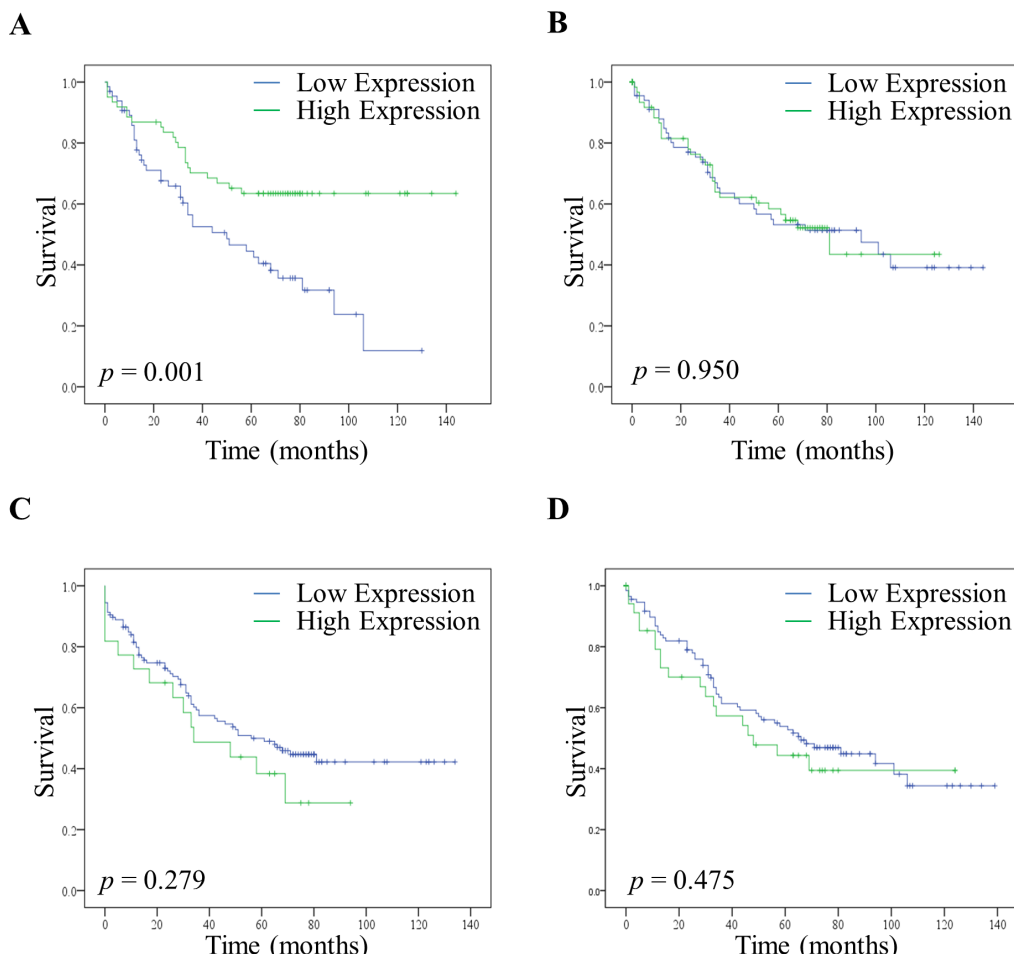 A
Low Expression
High Expression
1.0
0.8
0.6
0.4
0.2
0.0
Survival
p = 0.001
0 20 40 60 80 100 120 140
Time (months)
B
Low Expression
High Expression
1.0
0.8
0.6
0.4
0.2
0.0
Survival
p = 0.950
0 20 40 60 80 100 120 140
Time (months)
C
Low Expression
High Expression
1.0
0.8
0.6
0.4
0.2
0.0
Survival
p = 0.279
0 20 40 60 80 100 120 140
Time (months)
D
Low Expression
High Expression
1.0
0.8
0.6
0.4
0.2
0.0
Survival
p = 0.475
0 20 40 60 80 100 120 140
Time (months)